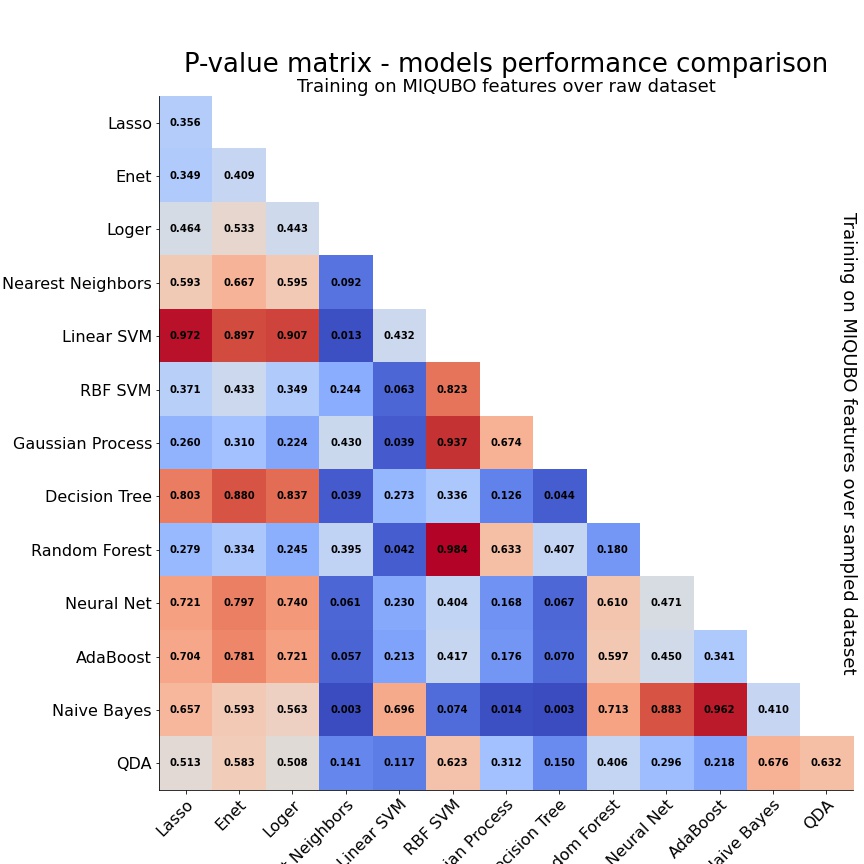 P-value matrix - models performance comparison
Training on MIQUBO features over raw dataset
Lasso 0.356
Enet 0.349 0.409
Loger 0.464 0.533 0.443
Nearest Neighbors 0.593 0.667 0.595 0.092
Linear SVM 0.972 0.897 0.907 0.013 0.432
RBF SVM 0.371 0.433 0.349 0.244 0.063 0.823
Gaussian Process 0.260 0.310 0.224 0.430 0.039 0.937 0.674
Decision Tree 0.803 0.880 0.837 0.039 0.273 0.336 0.126 0.044
Random Forest 0.279 0.334 0.245 0.395 0.042 0.984 0.633 0.407 0.180
Neural Net 0.721 0.797 0.740 0.061 0.230 0.404 0.168 0.067 0.610 0.471
AdaBoost 0.704 0.781 0.721 0.057 0.213 0.417 0.176 0.070 0.597 0.450 0.341
Naive Bayes 0.657 0.593 0.563 0.003 0.696 0.074 0.014 0.003 0.713 0.883 0.962 0.410
QDA 0.513 0.583 0.508 0.141 0.117 0.623 0.312 0.150 0.406 0.296 0.218 0.676 0.632
Lasso Enet Loger t Neighbors Linear SVM RBF SVM ian Process ecision Tree dom Forest Neural Net AdaBoost aive Bayes QDA
Training on MIQUBO features over sampled dataset